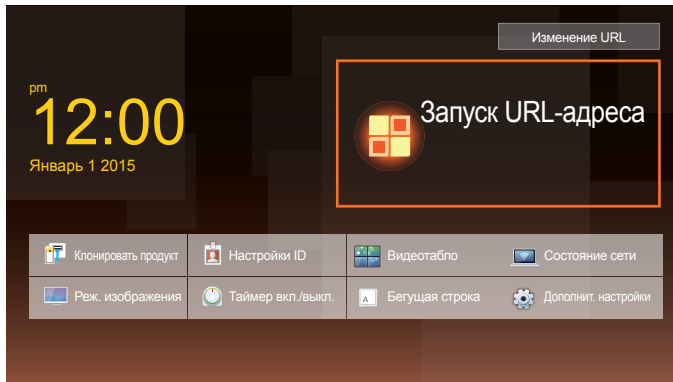 Изменение URL
pm
12:00
Январь 1 2015
Запуск URL-адреса
Клонировать продукт
Настройки ID
Видеотабло
Состояние сети
Реж. изображения
Таймер вкл./выкл.
A
Бегущая строка
Дополнит. настройки